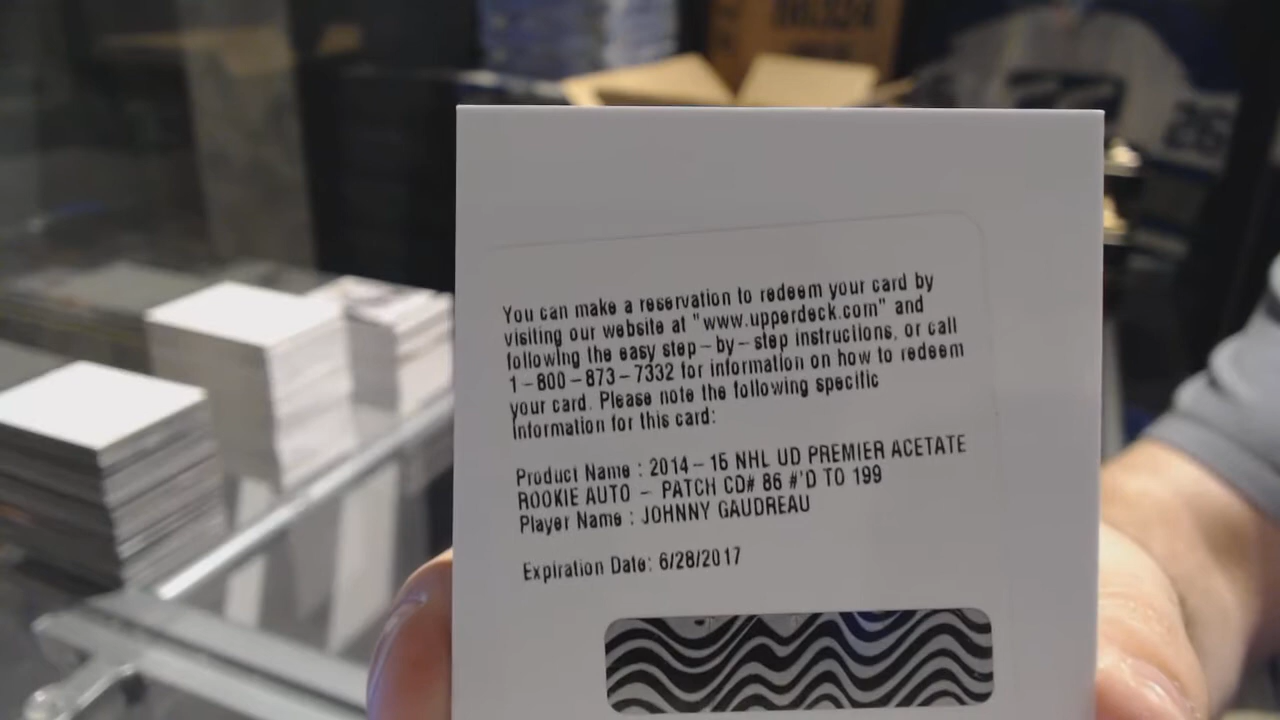 You can make a reservation to redeem your card by
visiting our website at "www.upperdeck.com" and
following the easy step-by-step instructions, or call
1-800-873-7332 for information on how to redeem
your card. Please note the following specific
information for this card:
Product Name : 2014-15 NHL UD PREMIER ACETATE
ROOKIE AUTO - PATCH CD# 86 #'D TO 199
Player Name : JOHNNY GAUDREAU
Expiration Date: 6/28/2017
26